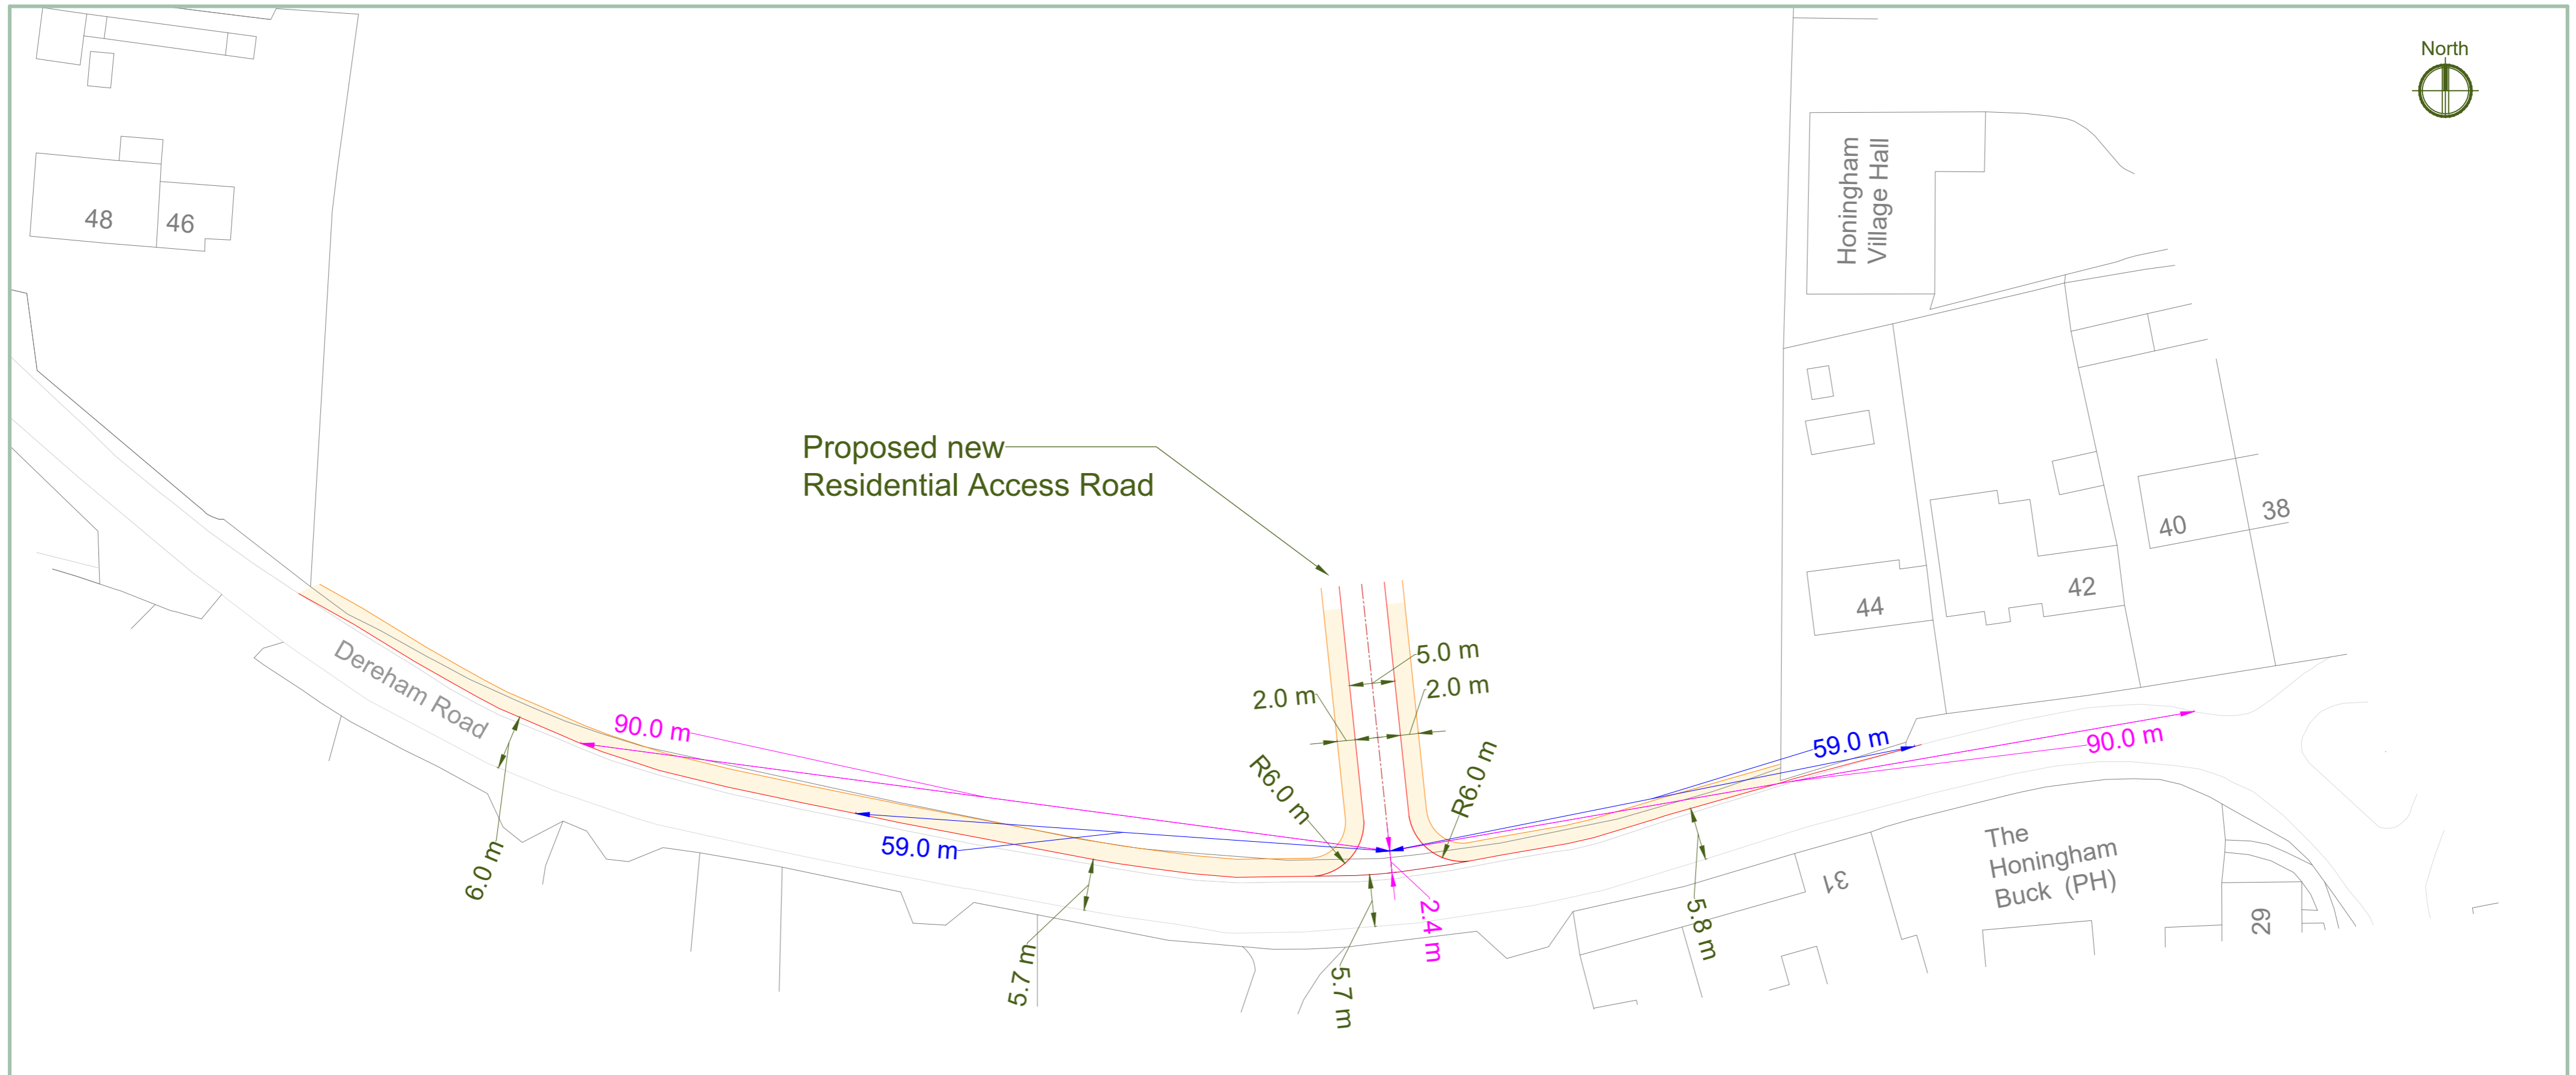 North
Honingham
Village Hall
48
46
Proposed new
Residential Access Road
38
40
42
44
Dereham Road
5.0 m
2.0 m
2.0 m
90.0 m
59.0 m
90.0 m
R6.0 m
R6.0 m
59.0 m
6.0 m
The
Honingham
Buck (PH)
31
29
2.4 m
5.8 m
5.7 m
5.7 m